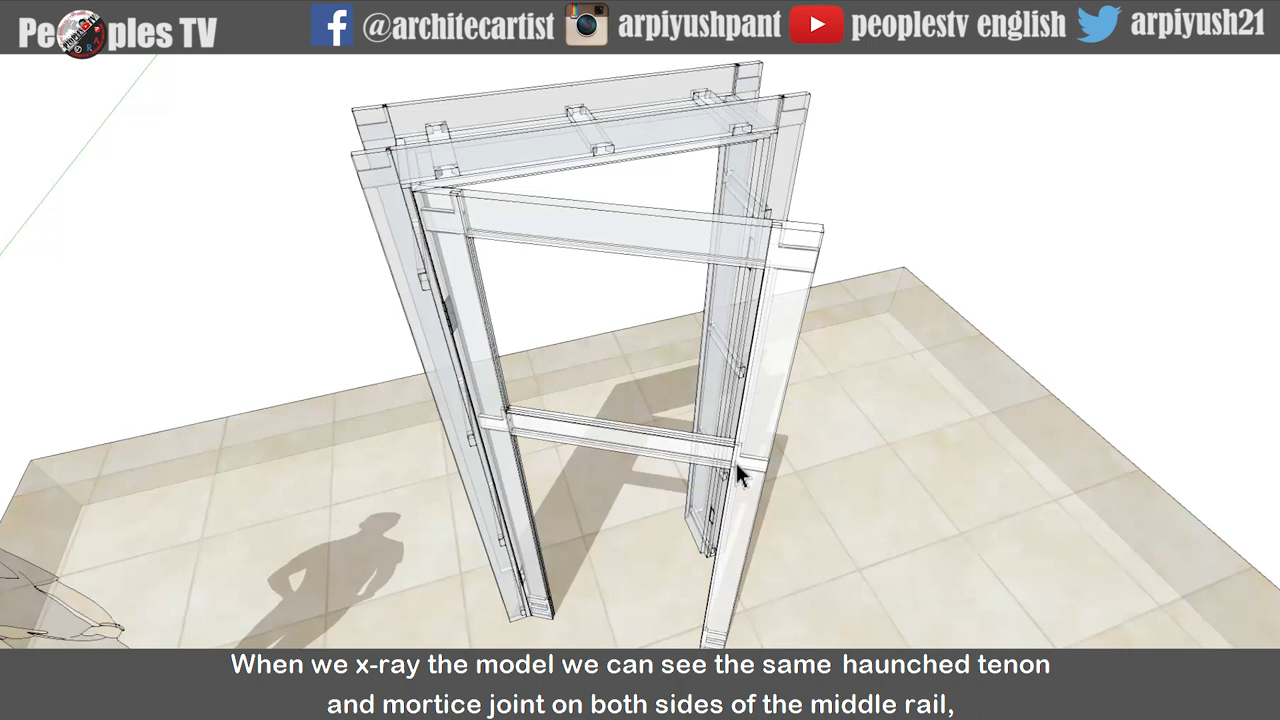 Peoples TV @architecartist arpiyushpant peoplestv english arpiyush21
When we x-ray the model we can see the same haunched tenon
and mortice joint on both sides of the middle rail,